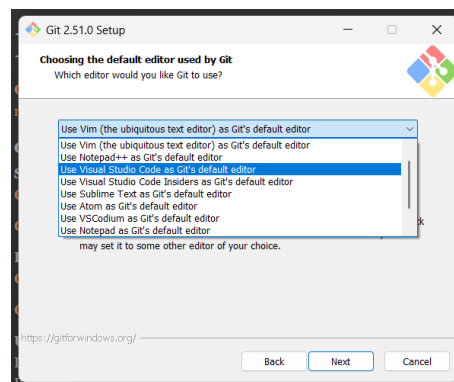 Git 2.51.0 Setup
Choosing the default editor used by Git
Which editor would you like Git to use?
Use Vim (the ubiquitous text editor) as Git's default editor
Use Vim (the ubiquitous text editor) as Git's default editor
Use Notepad++ as Git's default editor
Use Visual Studio Code as Git's default editor
Use Visual Studio Code Insiders as Git's default editor
Use Sublime Text as Git's default editor
Use Atom as Git's default editor
Use VSCodium as Git's default editor
Use Notepad as Git's default editor
may set it to some other editor of your choice.
https://gitforwindows.org/
Back Next Cancel